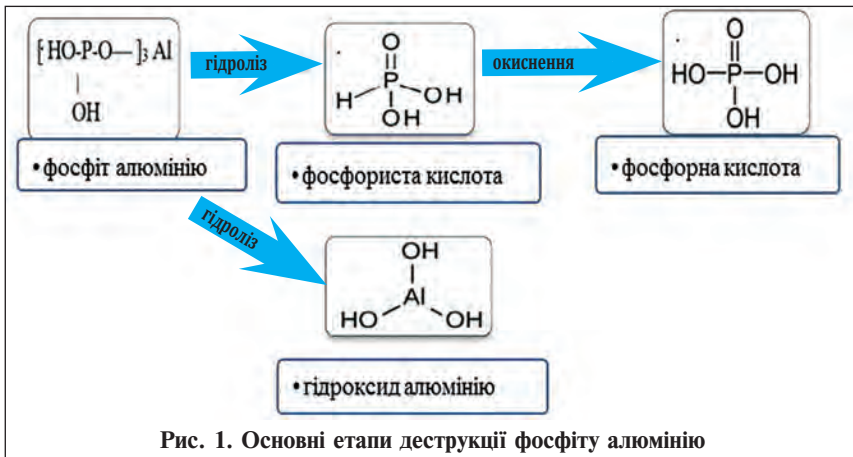 [ HO-P-O— ]₃ Al
|
OH
гідроліз
O
H P OH
OH
окиснення
O
HO P OH
OH
• фосфіт алюмінію
• фосфориста кислота
• фосфорна кислота
гідроліз
OH
Al
HO OH
• гідроксид алюмінію
Рис. 1. Основні етапи деструкції фосфіту алюмінію